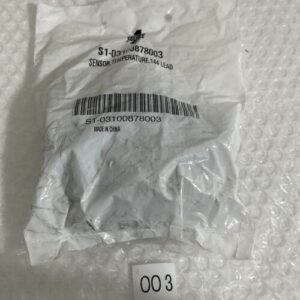 S1-03100878003
SENSOR, TEMPERATURE, 144 LEAD
S1-03100878003
MADE IN CHINA
003